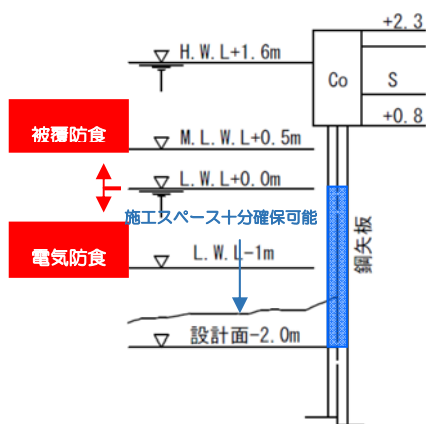 +2.3
H.W.L+1.6m
Co
S
+0.8
被覆防食
M.L.W.L+0.5m
L.W.L+0.0m
施工スペース十分確保可能
電気防食
L.W.L-1m
鋼矢板
設計面-2.0m